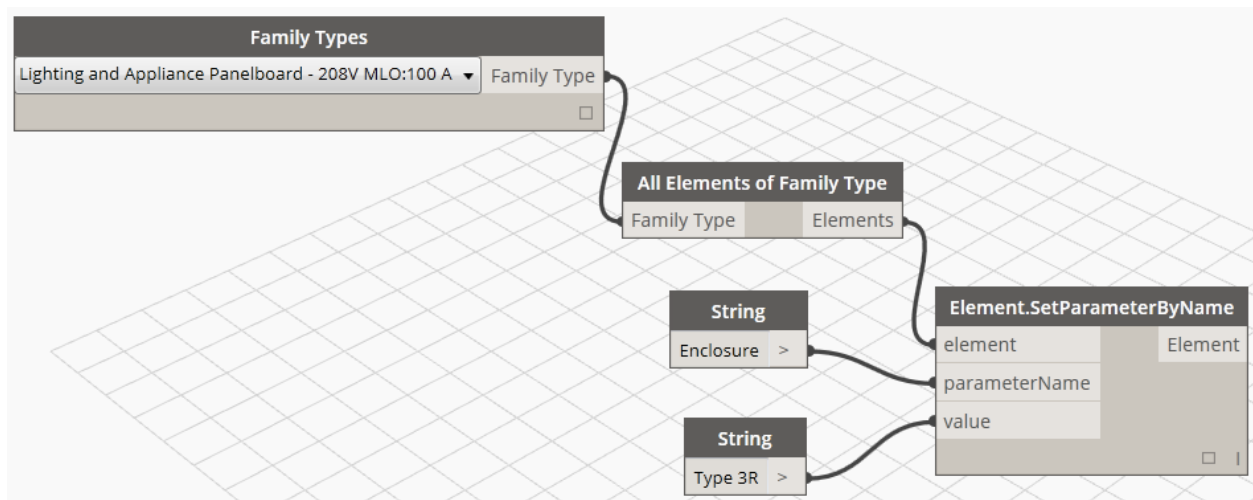 Family Types
Lighting and Appliance Panelboard - 208V MLO:100 A
Family Type
All Elements of Family Type
Family Type Elements
String
Enclosure >
Element.SetParameterByName
element Element
parameterName
value
String
Type 3R >